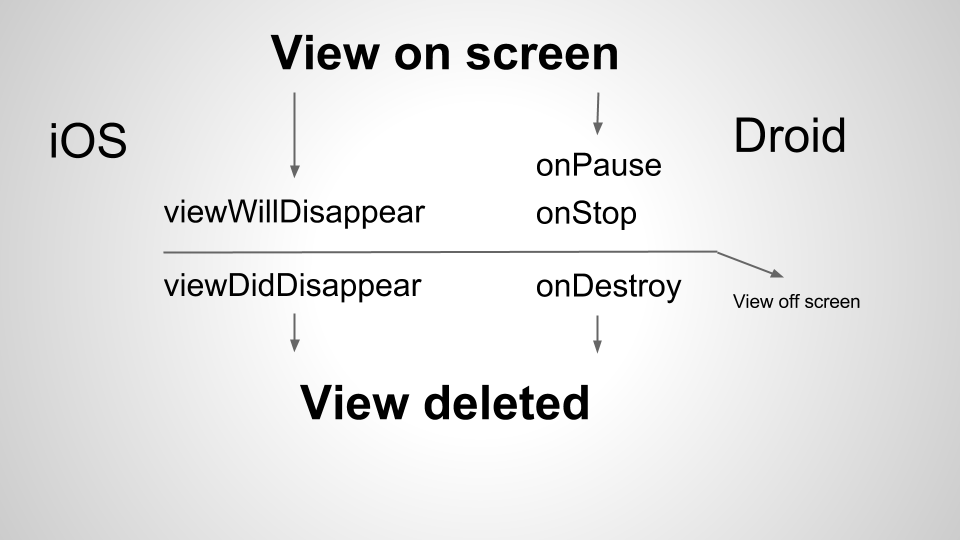 View on screen
iOS
Droid
onPause
viewWillDisappear
onStop
viewDidDisappear
onDestroy
View off screen
View deleted